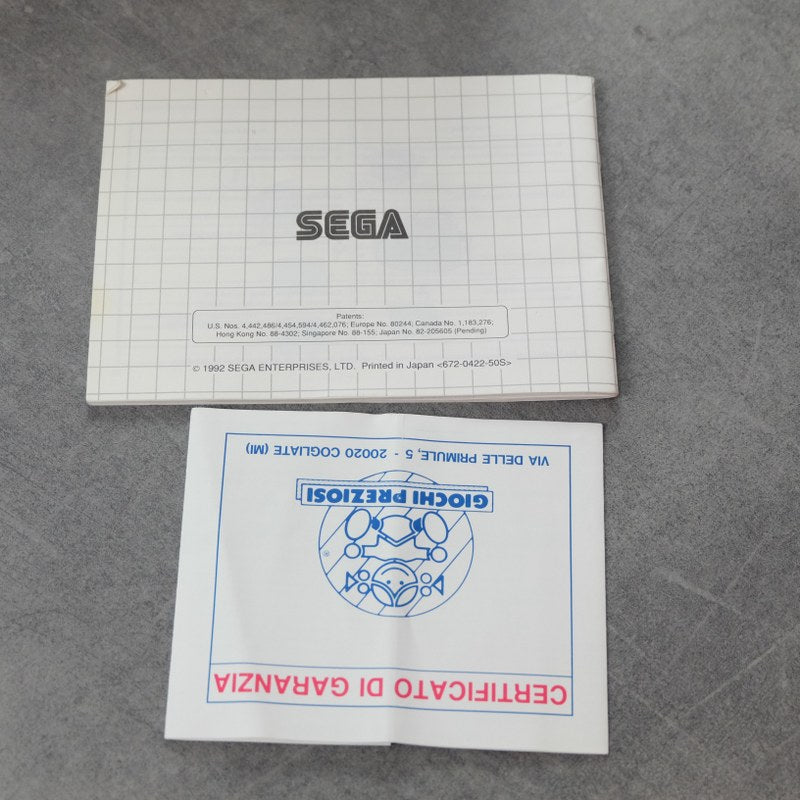 SEGA
Patents:
U.S. Nos. 4,442,486/4,454,594/4,462,076; Europe No. 80244; Canada No. 1,183,276;
Hong Kong No. 88-4302; Singapore No. 88-155; Japan No. 82-205605 (Pending)
© 1992 SEGA ENTERPRISES, LTD. Printed in Japan <672-0422-50S>
CERTIFICATO DI GARANZIA
®
GIOCHI PREZIOSI
VIA DELLE PRIMULE, 5 - 20020 COGLIATE (MI)